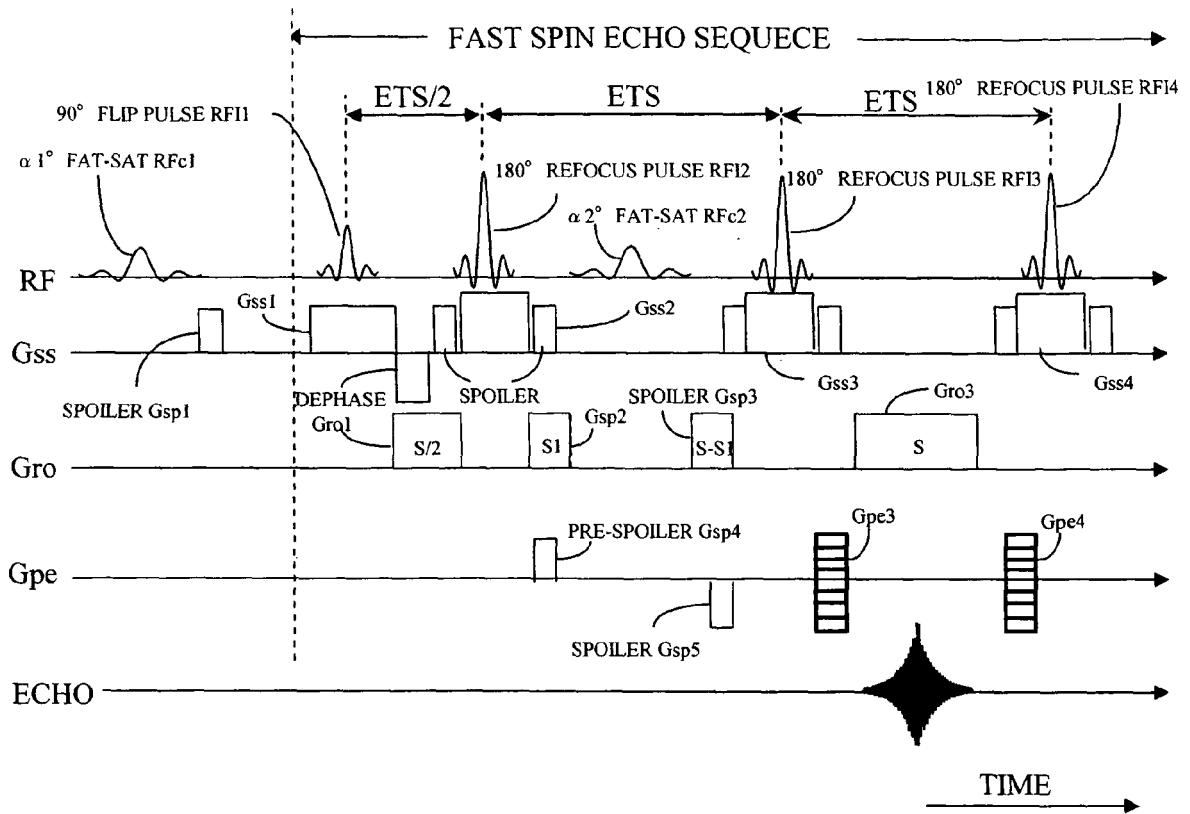 FAST SPIN ECHO SEQUECE
ETS/2
ETS
ETS
180° REFOCUS PULSE RFI4
90° FLIP PULSE RFI1
α1° FAT-SAT RFc1
180° REFOCUS PULSE RFI2
180° REFOCUS PULSE RFI3
α2° FAT-SAT RFc2
RF
Gss1
Gss2
Gss
SPOILER Gsp1
DEPHASE
SPOILER
SPOILER Gsp3
Gss3
Gss4
Gro1
Gsp2
Gro3
S/2
S1
S-S1
S
Gro
PRE-SPOILER Gsp4
Gpe3
Gpe4
Gpe
SPOILER Gsp5
ECHO
TIME